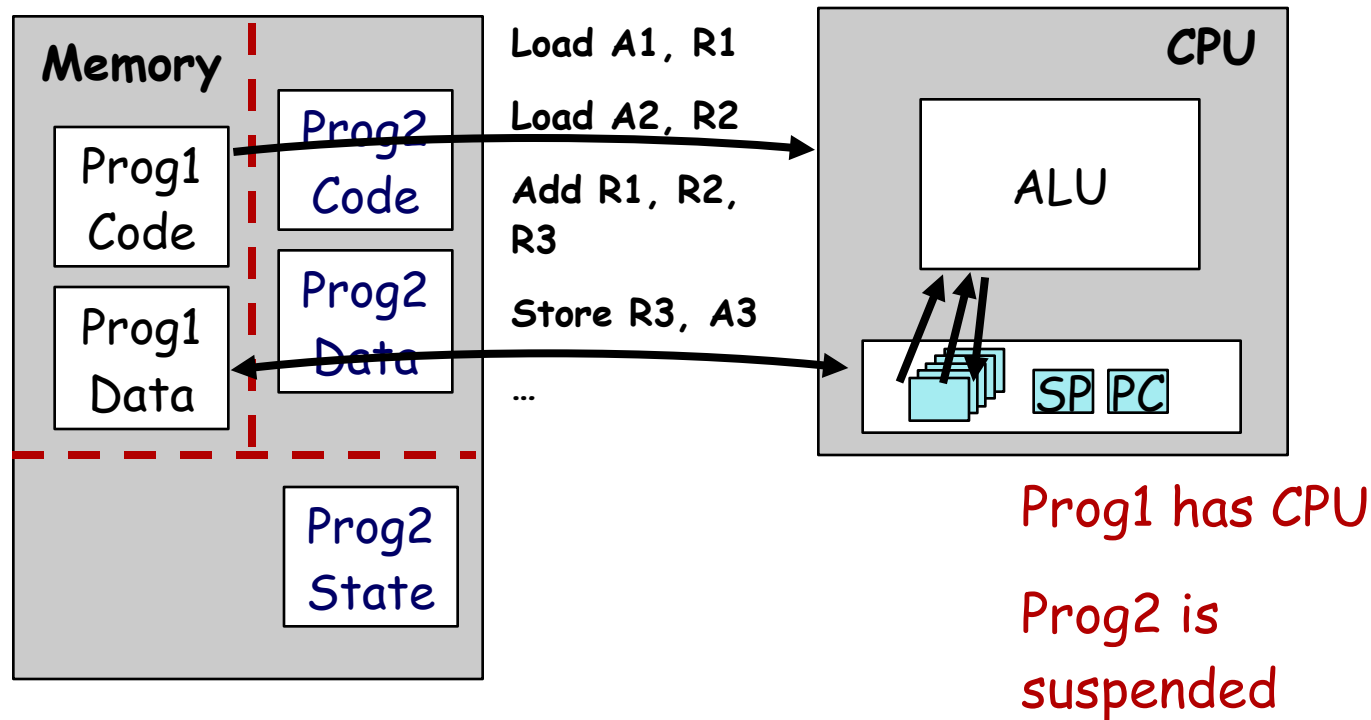 Memory
Prog1
Code
Prog1
Data
Prog2
Code
Prog2
Data
Prog2
State
Load A1, R1
Load A2, R2
Add R1, R2,
R3
Store R3, A3
…
CPU
ALU
SP PC
Prog1 has CPU
Prog2 is
suspended